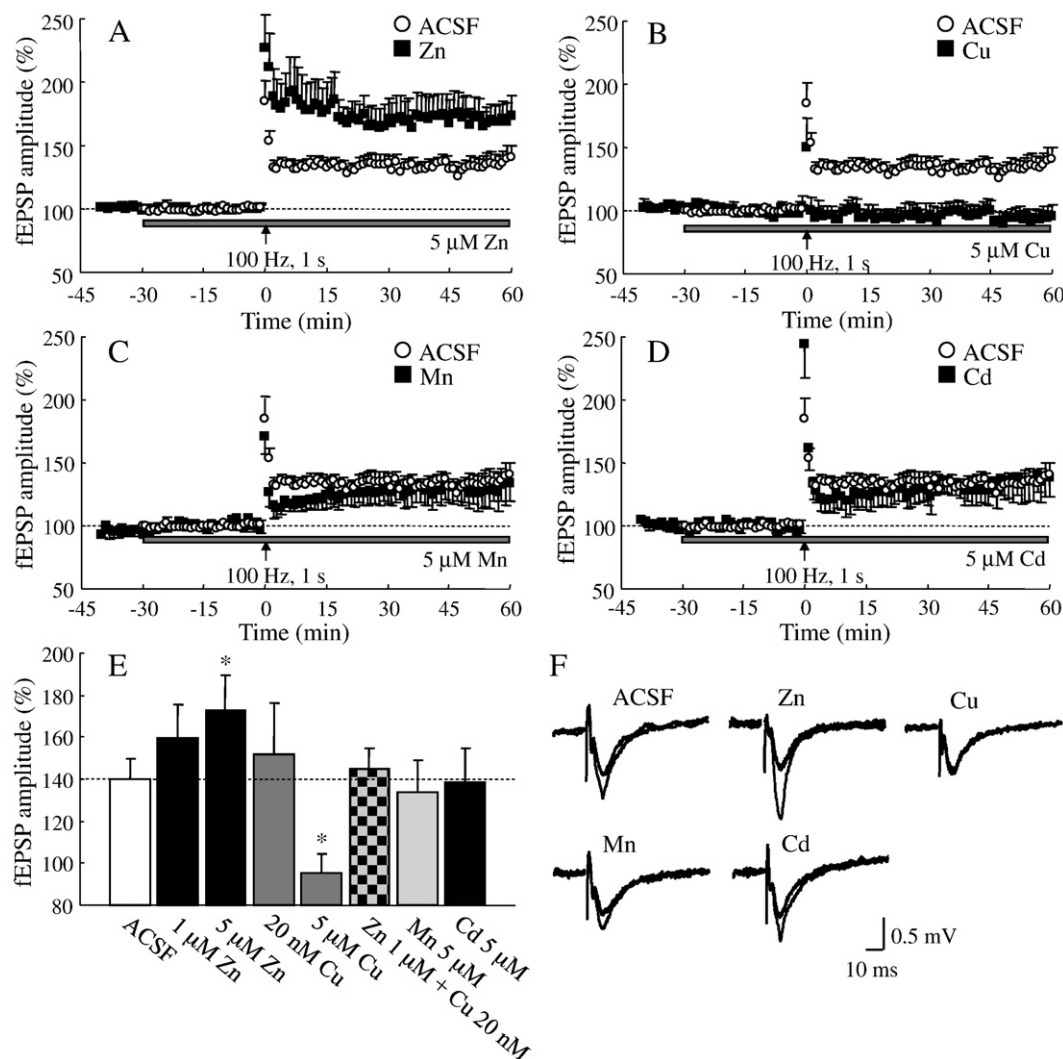 A
ACSF
Zn
fEPSP amplitude (%)
250
200
150
100
50
5 µM Zn
100 Hz, 1 s
-45 -30 -15 0 15 30 45 60
Time (min)
B
ACSF
Cu
fEPSP amplitude (%)
250
200
150
100
50
5 µM Cu
100 Hz, 1 s
-45 -30 -15 0 15 30 45 60
Time (min)
C
ACSF
Mn
fEPSP amplitude (%)
250
200
150
100
50
5 µM Mn
100 Hz, 1 s
-45 -30 -15 0 15 30 45 60
Time (min)
D
ACSF
Cd
fEPSP amplitude (%)
250
200
150
100
50
5 µM Cd
100 Hz, 1 s
-45 -30 -15 0 15 30 45 60
Time (min)
E
fEPSP amplitude (%)
200
180
160
140
120
100
80
*
*
ACSF
1 µM Zn
5 µM Zn
20 nM Cu
5 µM Cu
Zn 1 µM + Cu 20 nM
Mn 5 µM
Cd 5 µM
F
ACSF
Zn
Cu
Mn
Cd
0.5 mV
10 ms